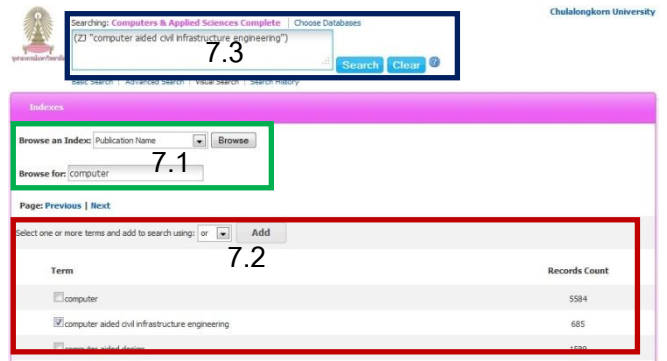 Chulalongkorn University
Searching: Computers & Applied Sciences Complete | Choose Databases
(ZJ "computer aided civil infrastructure engineering")
7.3
Search Clear ?
Basic Search | Advanced Search | Visual Search | Search History
Indexes
Browse an Index: Publication Name Browse
7.1
Browse for: computer
Page: Previous | Next
Select one or more terms and add to search using: or Add
7.2
Term Records Count
computer 5584
computer aided civil infrastructure engineering 685
computer aided design